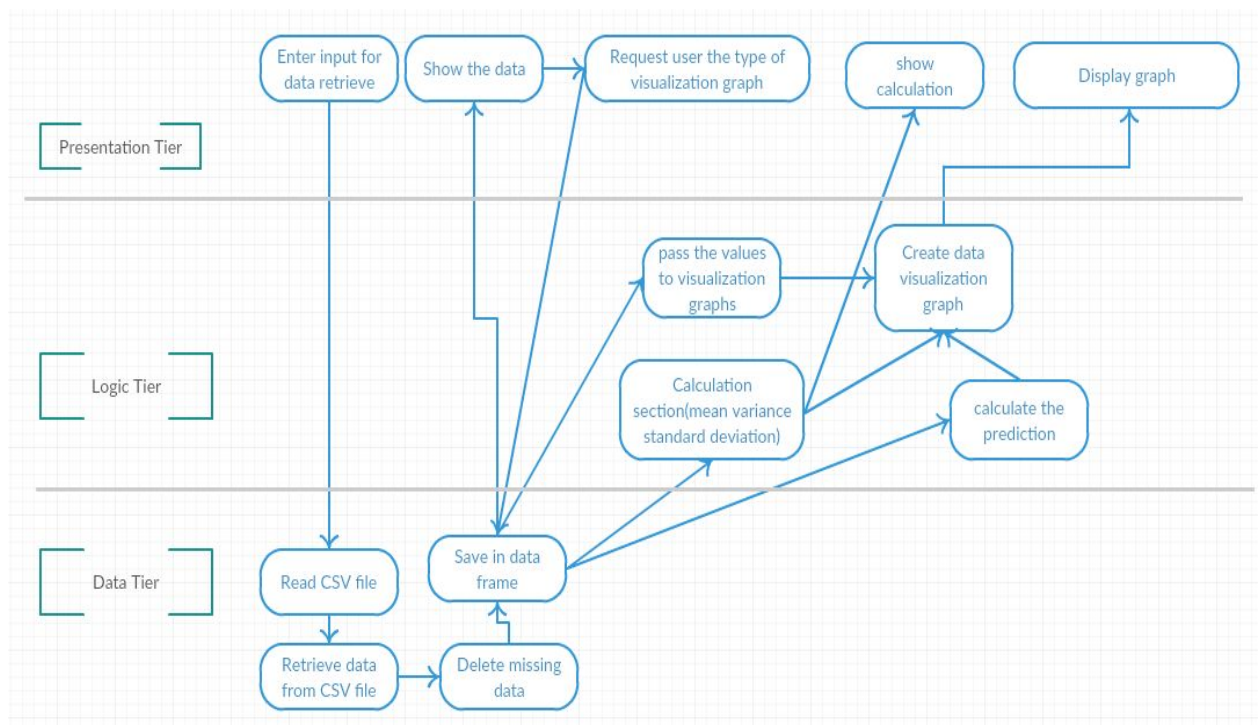 Enter input for
data retrieve
Show the data
Request user the type of
visualization graph
show
calculation
Display graph
Presentation Tier
pass the values
to visualization
graphs
Create data
visualization
graph
Logic Tier
Calculation
section(mean variance
standard deviation)
calculate the
prediction
Data Tier
Read CSV file
Save in data
frame
Retrieve data
from CSV file
Delete missing
data